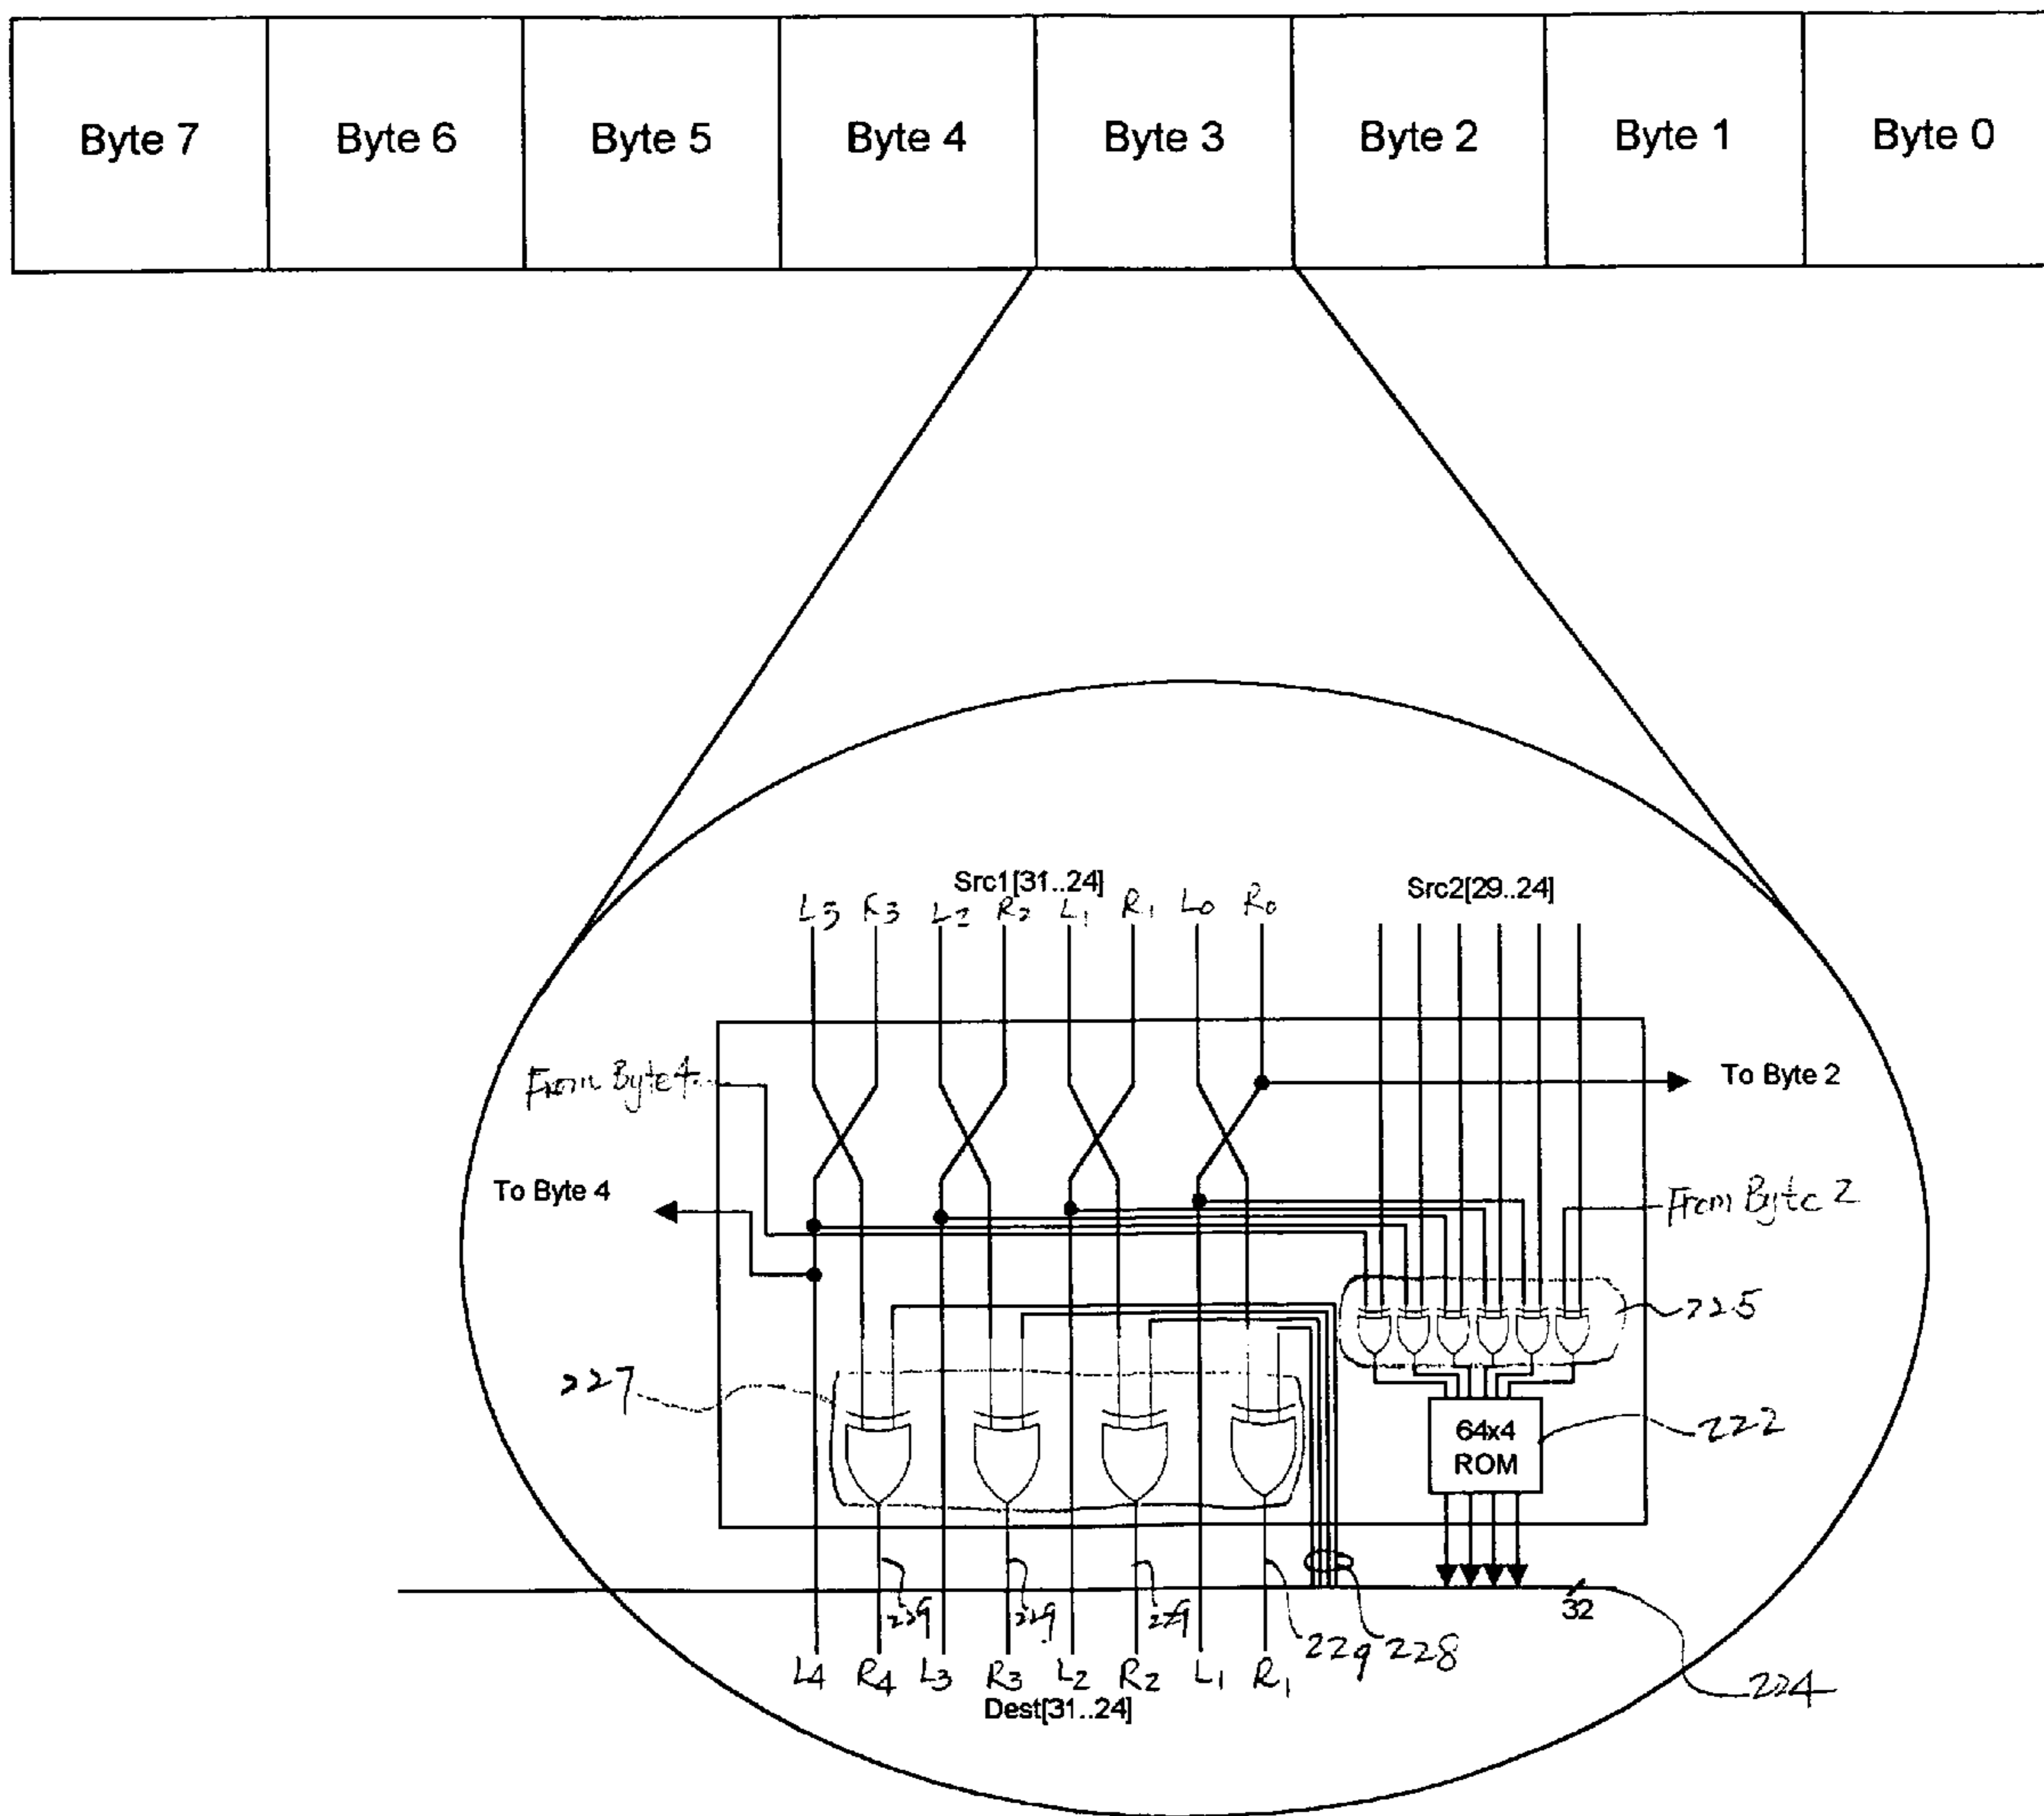 Byte 7 Byte 6 Byte 5 Byte 4 Byte 3 Byte 2 Byte 1 Byte 0
Src1[31..24]
Src2[29..24]
L3 R3 L2 R2 L1 R1 L0 R0
From Byte 4
To Byte 2
To Byte 4
From Byte 2
225
227
64x4
ROM
222
229 229 229 229 228
32
L4 R4 L3 R3 L2 R2 L1 R1
224
Dest[31..24]